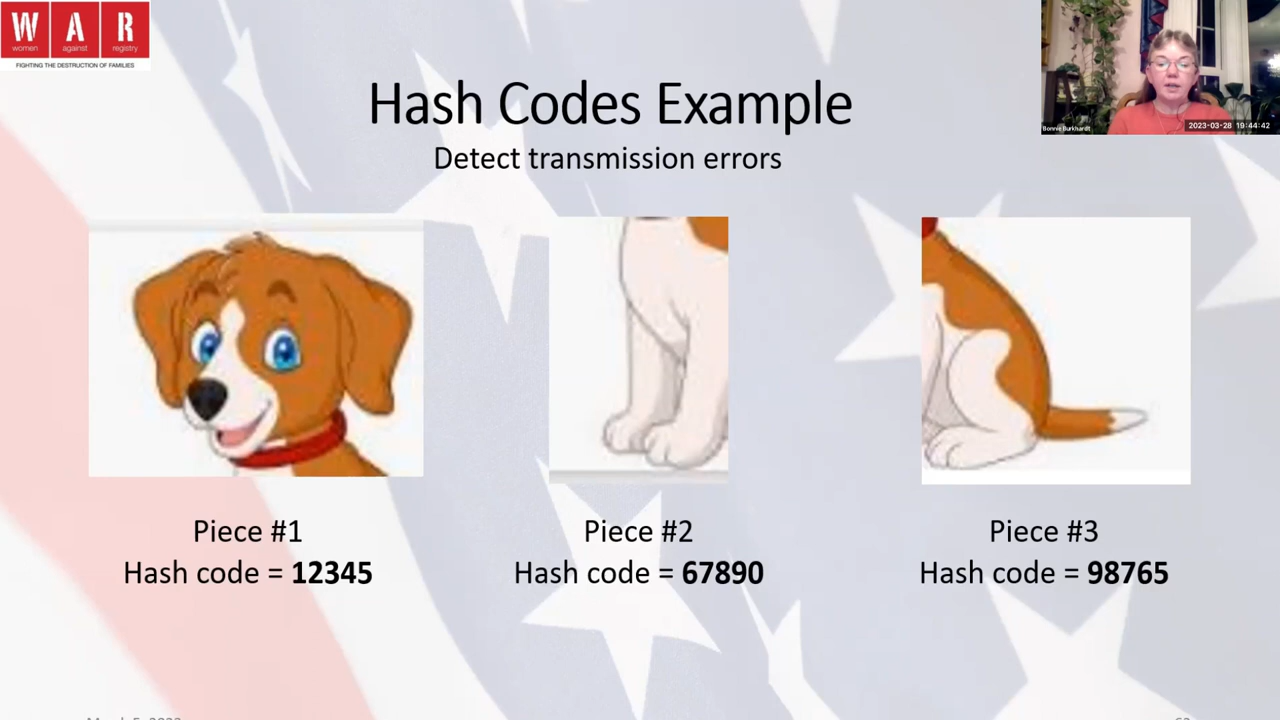 W A R
women against registry
FIGHTING THE DESTRUCTION OF FAMILIES
Hash Codes Example
Detect transmission errors
Bonnie Burkhardt
2023-03-28 19:44:42
Piece #1
Hash code = 12345
Piece #2
Hash code = 67890
Piece #3
Hash code = 98765